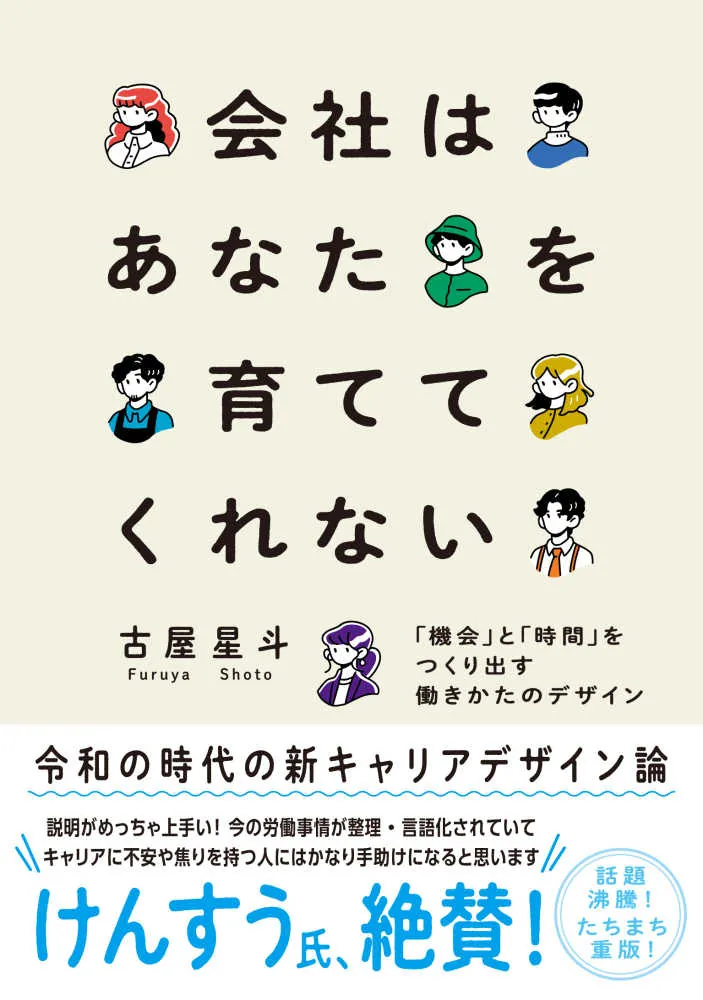 会社は
あなたを
育てて
くれない
古屋星斗
Furuya Shoto
「機会」と「時間」を
つくり出す
働きかたのデザイン
令和の時代の新キャリアデザイン論
説明がめっちゃ上手い！今の労働事情が整理・言語化されていて
キャリアに不安や焦りを持つ人にはかなり手助けになると思います
けんすう氏、絶賛！
話題
沸騰！
たちまち
重版！